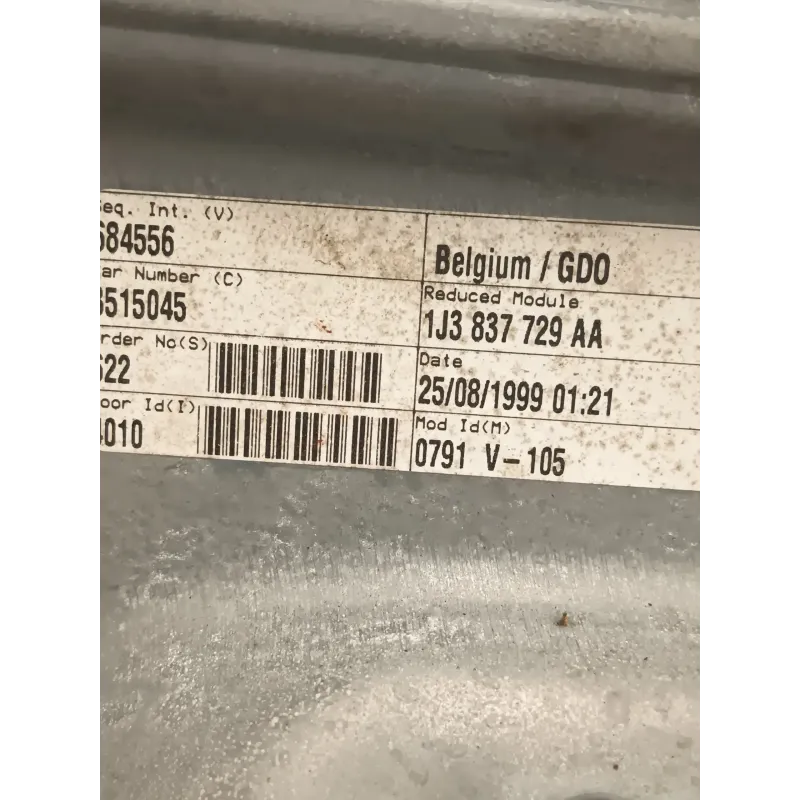 eq. Int. (V)
684556
ar Number (C)
3515045
rder No(S)
622
oor Id(I)
4010
Belgium / GDO
Reduced Module
1J3 837 729 AA
Date
25/08/1999 01:21
Mod Id(M)
0791 V-105